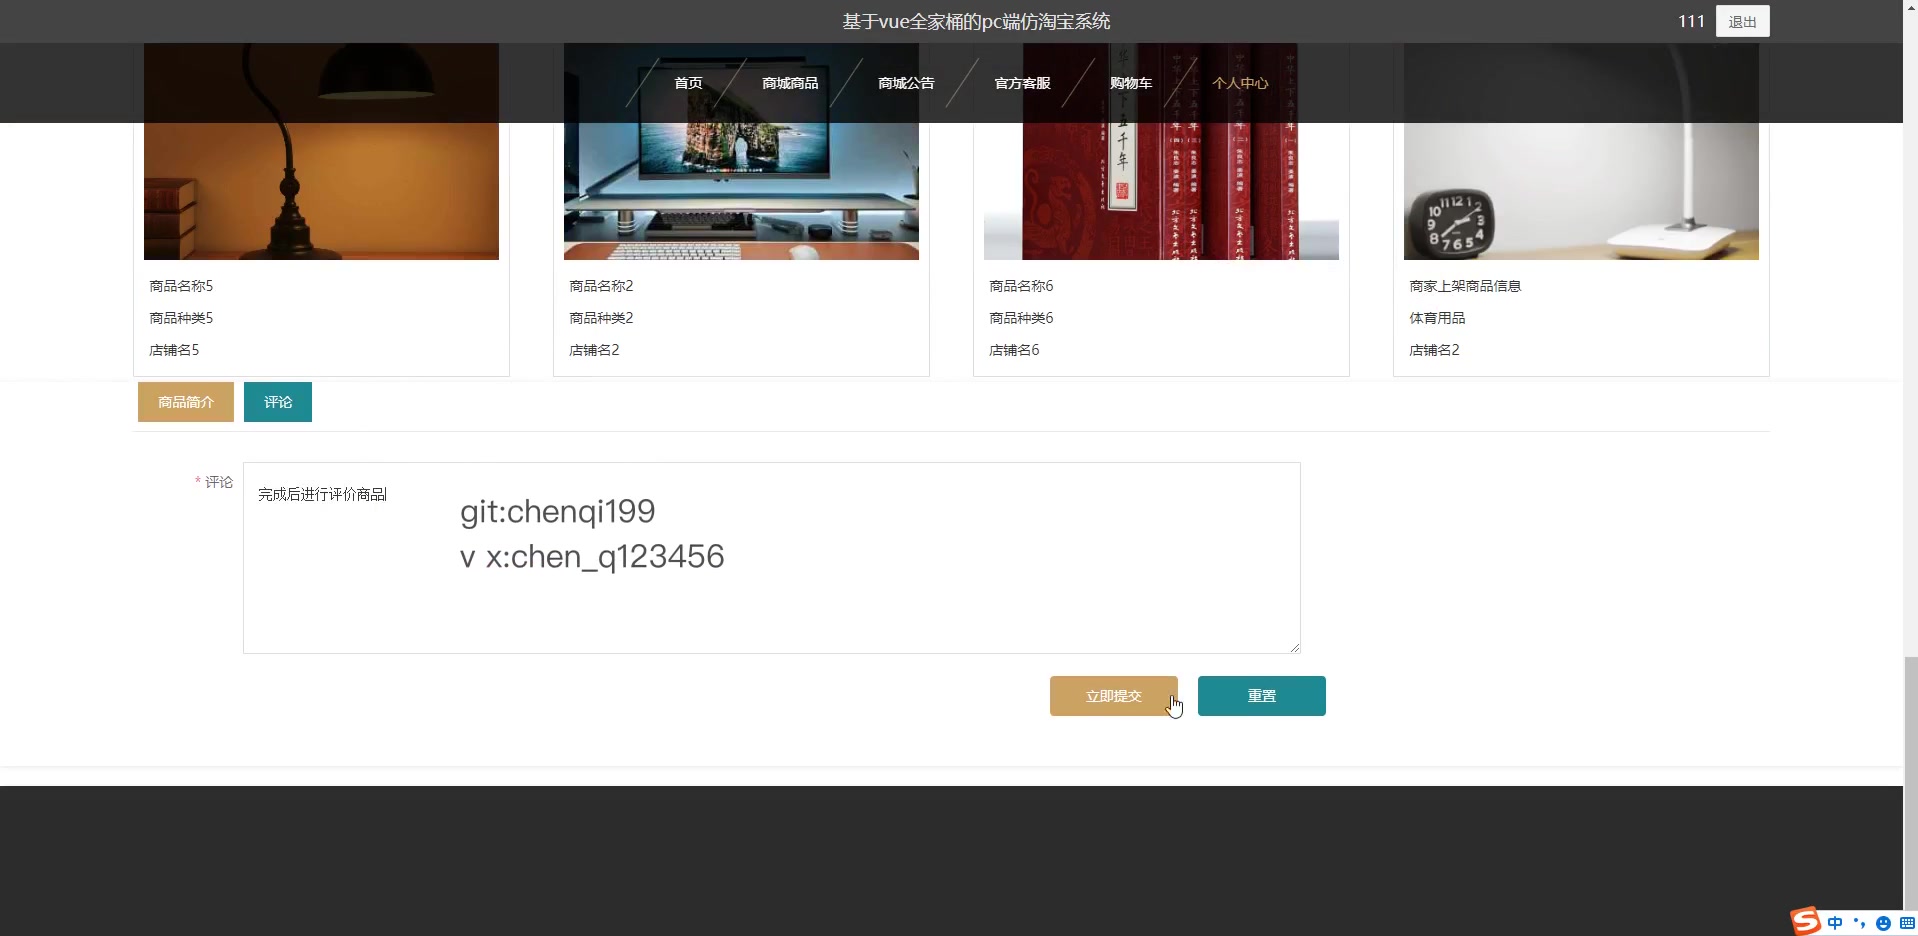 基于vue全家桶的pc端仿淘宝系统
111
退出
首页
商城商品
商城公告
官方客服
购物车
个人中心
商品名称5
商品种类5
店铺名5
商品名称2
商品种类2
店铺名2
商品名称6
商品种类6
店铺名6
商家上架商品信息
体育用品
店铺名2
商品简介
评论
* 评论
完成后进行评价商品
git:chenqi199
v x:chen_q123456
立即提交
重置
中